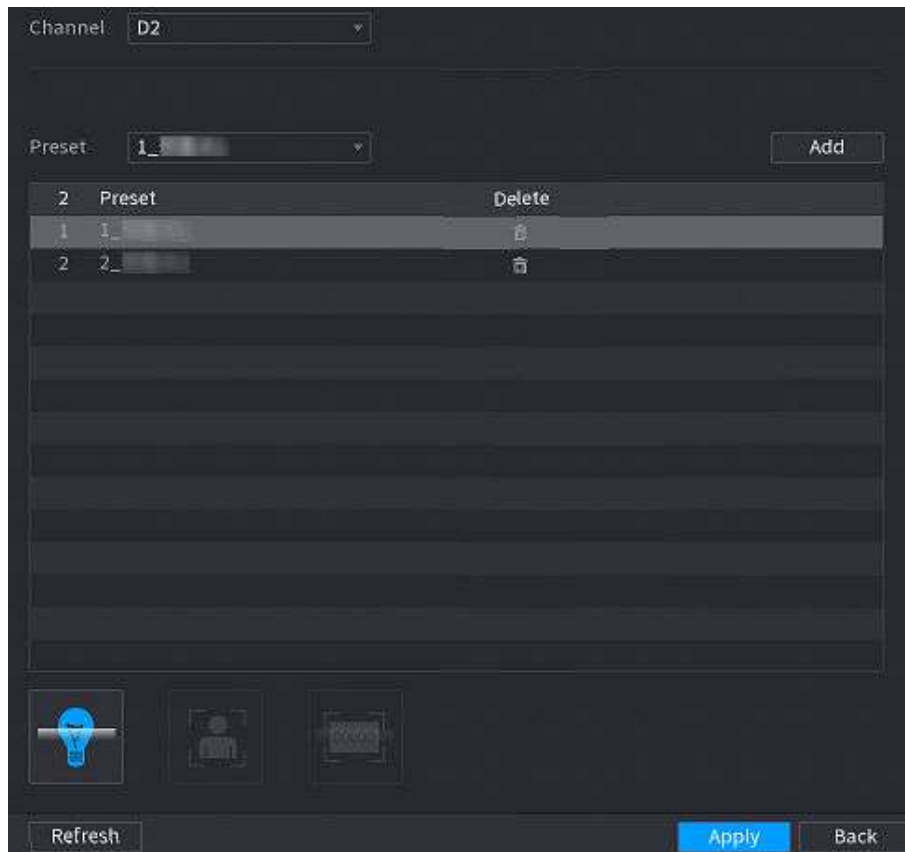 Channel D2
Preset 1_ Add
2 Preset Delete
1 1_
2 2_
Refresh Apply Back